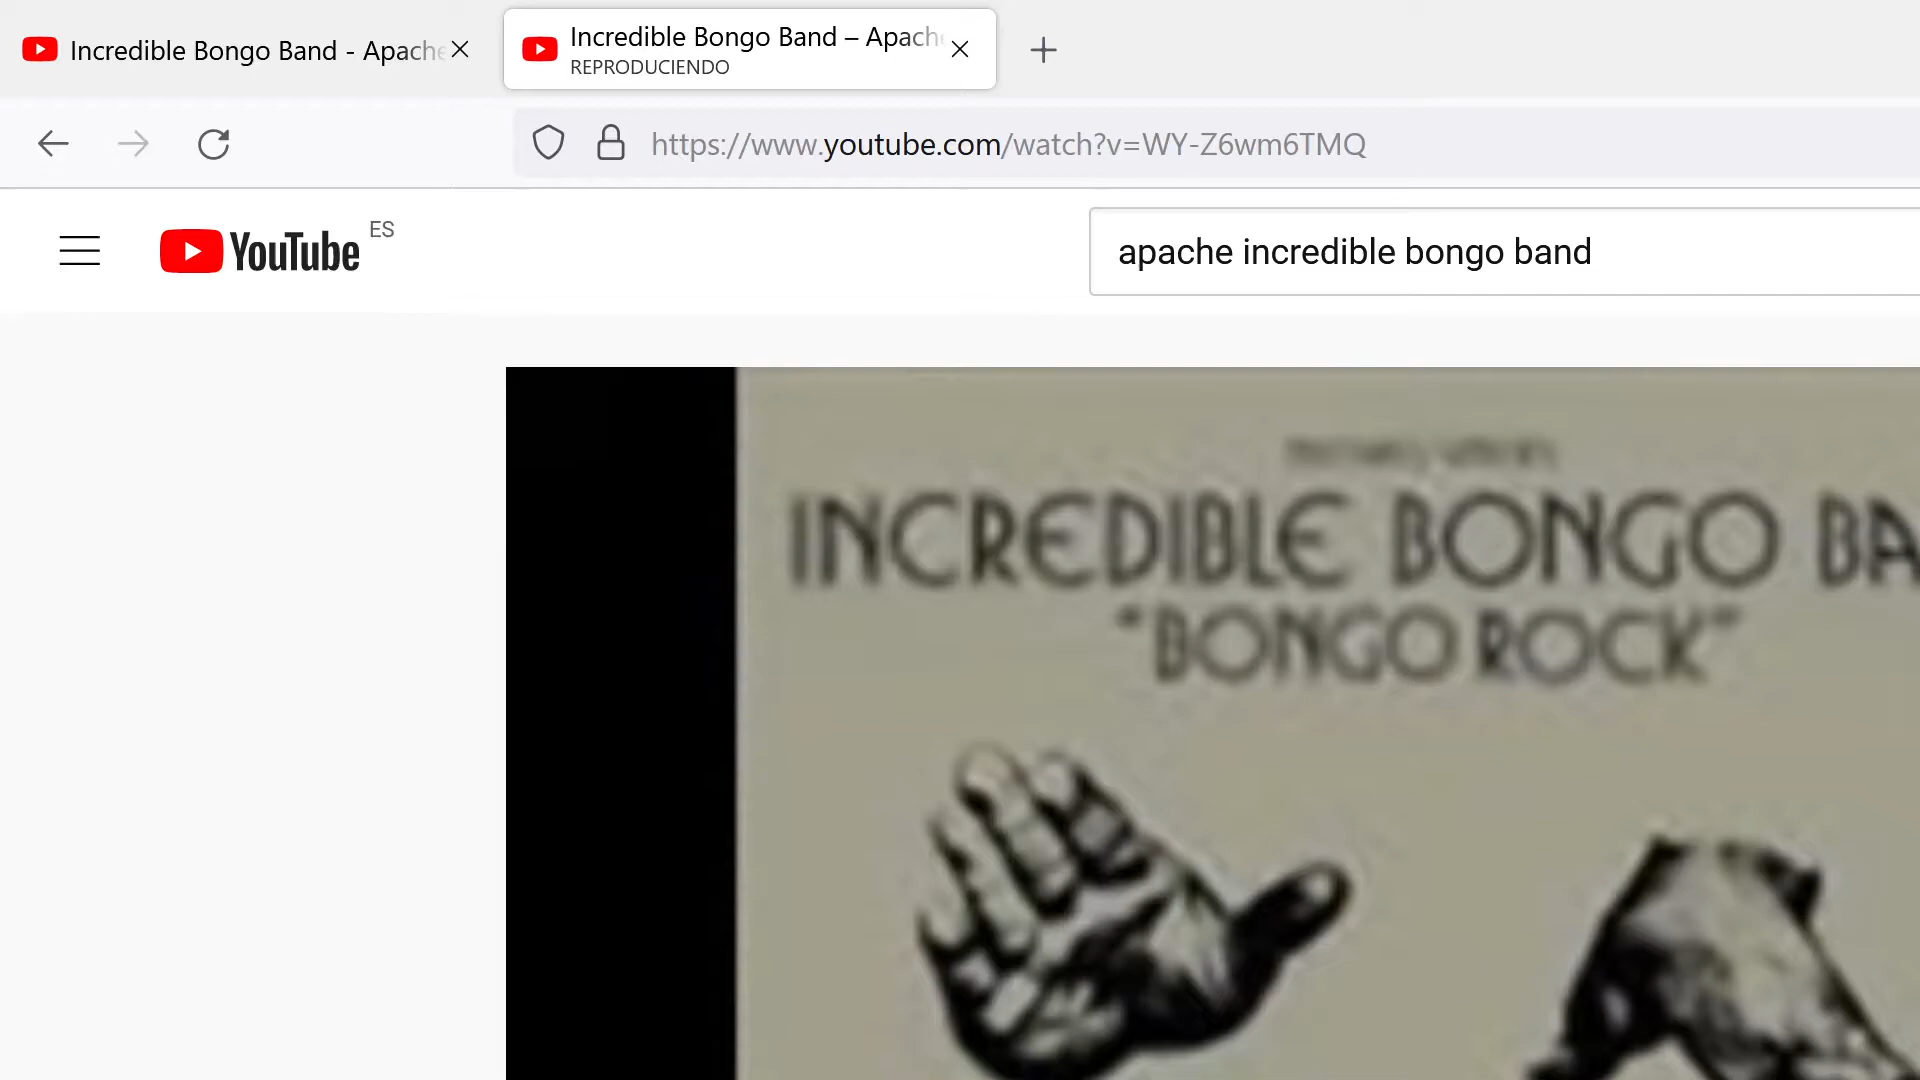 Incredible Bongo Band - Apache
Incredible Bongo Band – Apach
REPRODUCIENDO
https://www.youtube.com/watch?v=WY-Z6wm6TMQ
YouTube ES
apache incredible bongo band
INCREDIBLE BONGO BA
"BONGO ROCK"